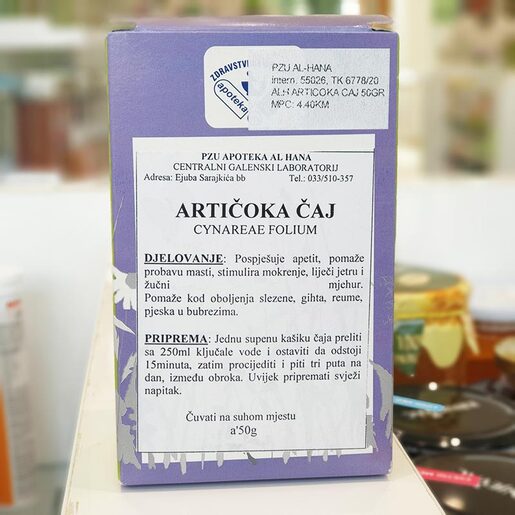 ZDRAVSTVE
apoteka
PZU AL-HANA
intern. 55026, TK 6778/20
ALH ARTICOKA CAJ 50GR
MPC: 4.40KM
PZU APOTEKA AL HANA
CENTRALNI GALENSKI LABORATORIJ
Adresa: Ejuba Sarajkića bb Tel.: 033/510-357
ARTIČOKA ČAJ
CYNAREAE FOLIUM
DJELOVANJE: Pospješuje apetit, pomaže
probavu masti, stimulira mokrenje, liječi jetru i
žučni mjehur.
Pomaže kod oboljenja slezene, gihta, reume,
pjeska u bubrezima.
PRIPREMA: Jednu supenu kašiku čaja preliti
sa 250ml ključale vode i ostaviti da odstoji
15minuta, zatim procijediti i piti tri puta na
dan, između obroka. Uvijek pripremati svježi
napitak.
Čuvati na suhom mjestu
a'50g